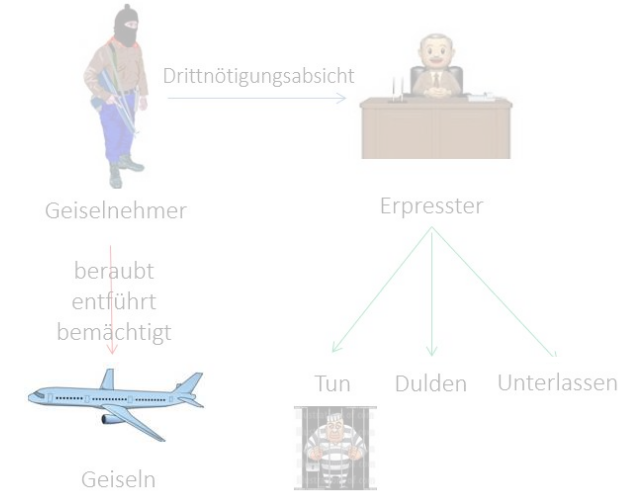 Drittnötigungsabsicht
Geiselnehmer
Erpresster
beraubt
entführt
bemächtigt
Tun
Dulden
Unterlassen
Geiseln